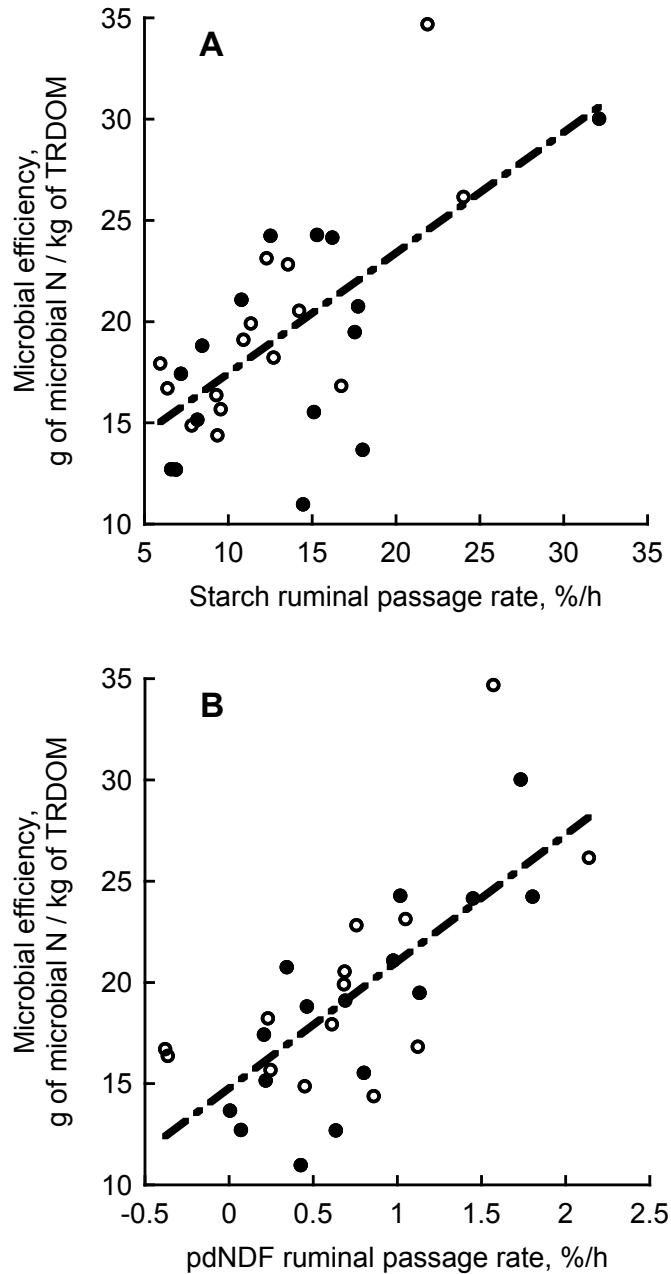 A
Microbial efficiency,
g of microbial N / kg of TRDOM
35
30
25
20
15
10
5 10 15 20 25 30 35
Starch ruminal passage rate, %/h
B
Microbial efficiency,
g of microbial N / kg of TRDOM
35
30
25
20
15
10
-0.5 0 0.5 1 1.5 2 2.5
pdNDF ruminal passage rate, %/h